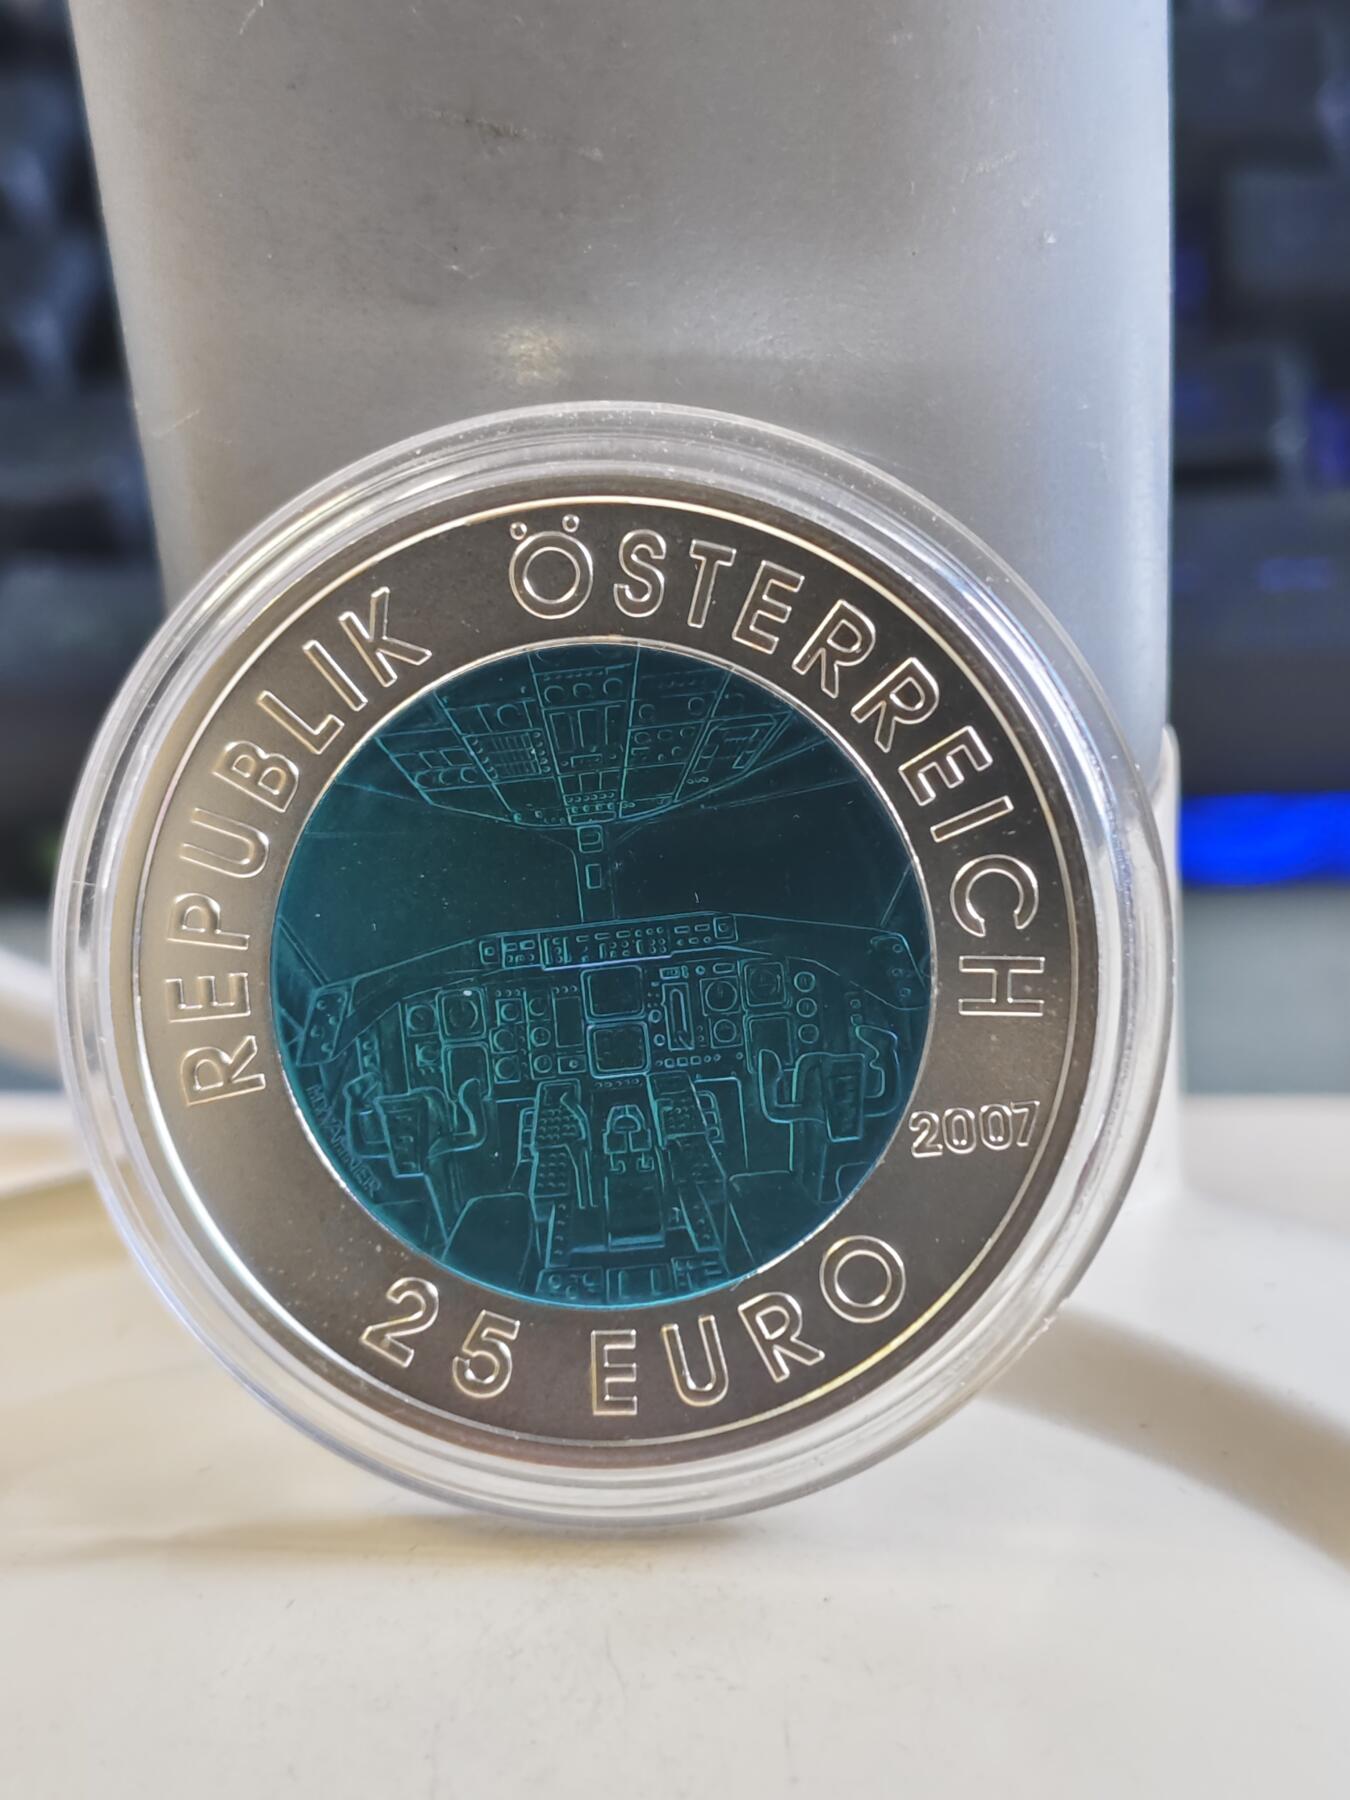 REPUBLIK ÖSTERREICH
2007
25 EURO